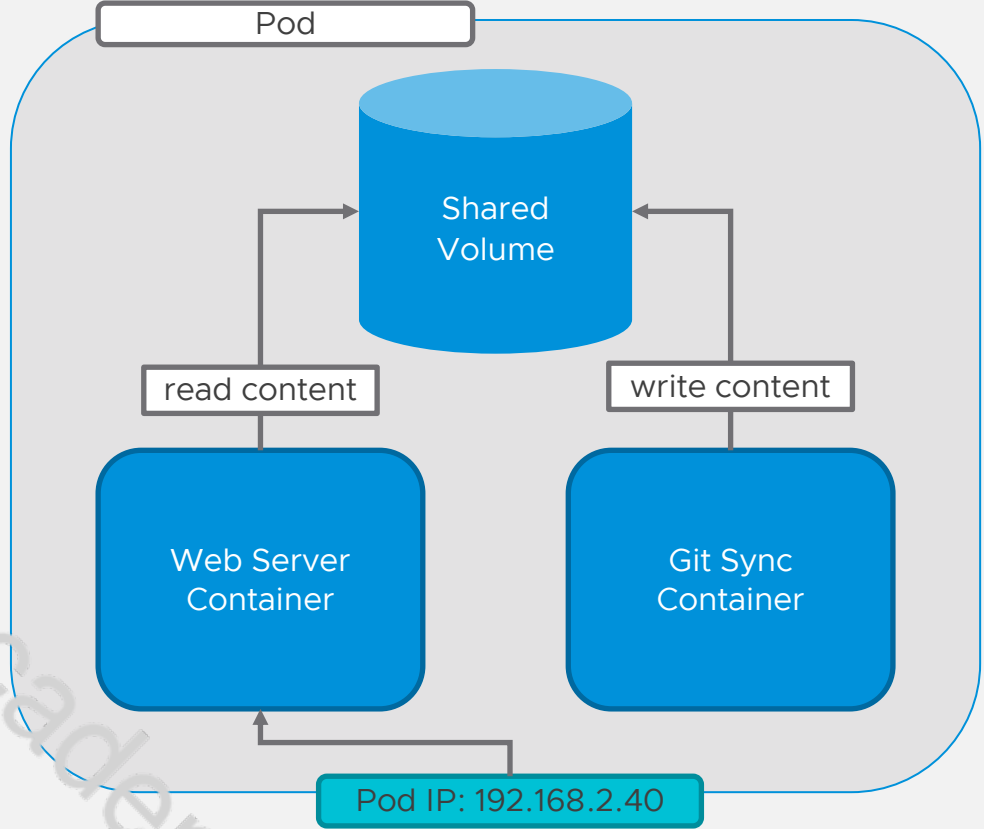 Pod
Shared
Volume
read content
write content
Web Server
Container
Git Sync
Container
Pod IP: 192.168.2.40